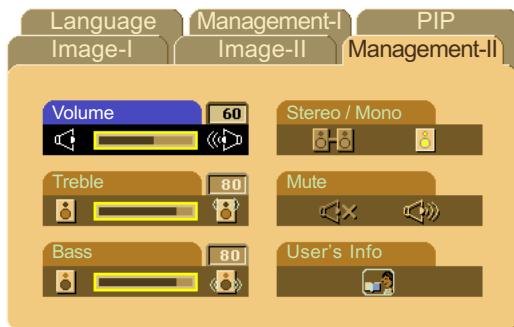 Language Management-I PIP
Image-I Image-II Management-II
Volume 60 Stereo / Mono
Treble 80 Mute
Bass 80 User's Info